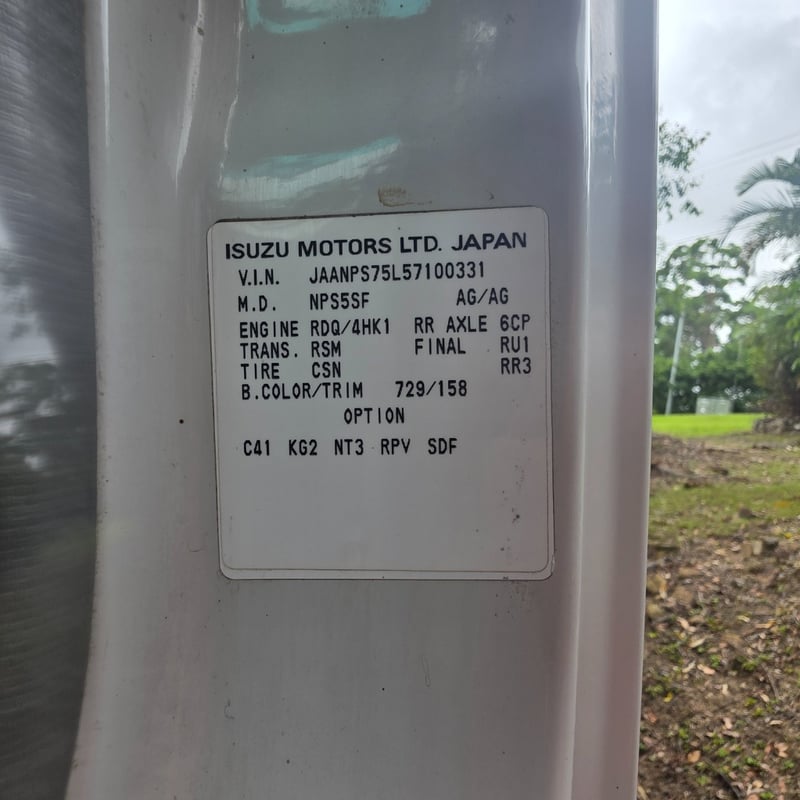 ISUZU MOTORS LTD. JAPAN
V.I.N. JAANPS75L57100331
M.D. NPS5SF AG/AG
ENGINE RDQ/4HK1 RR AXLE 6CP
TRANS. RSM FINAL RU1
TIRE CSN RR3
B.COLOR/TRIM 729/158
OPTION
C41 KG2 NT3 RPV SDF